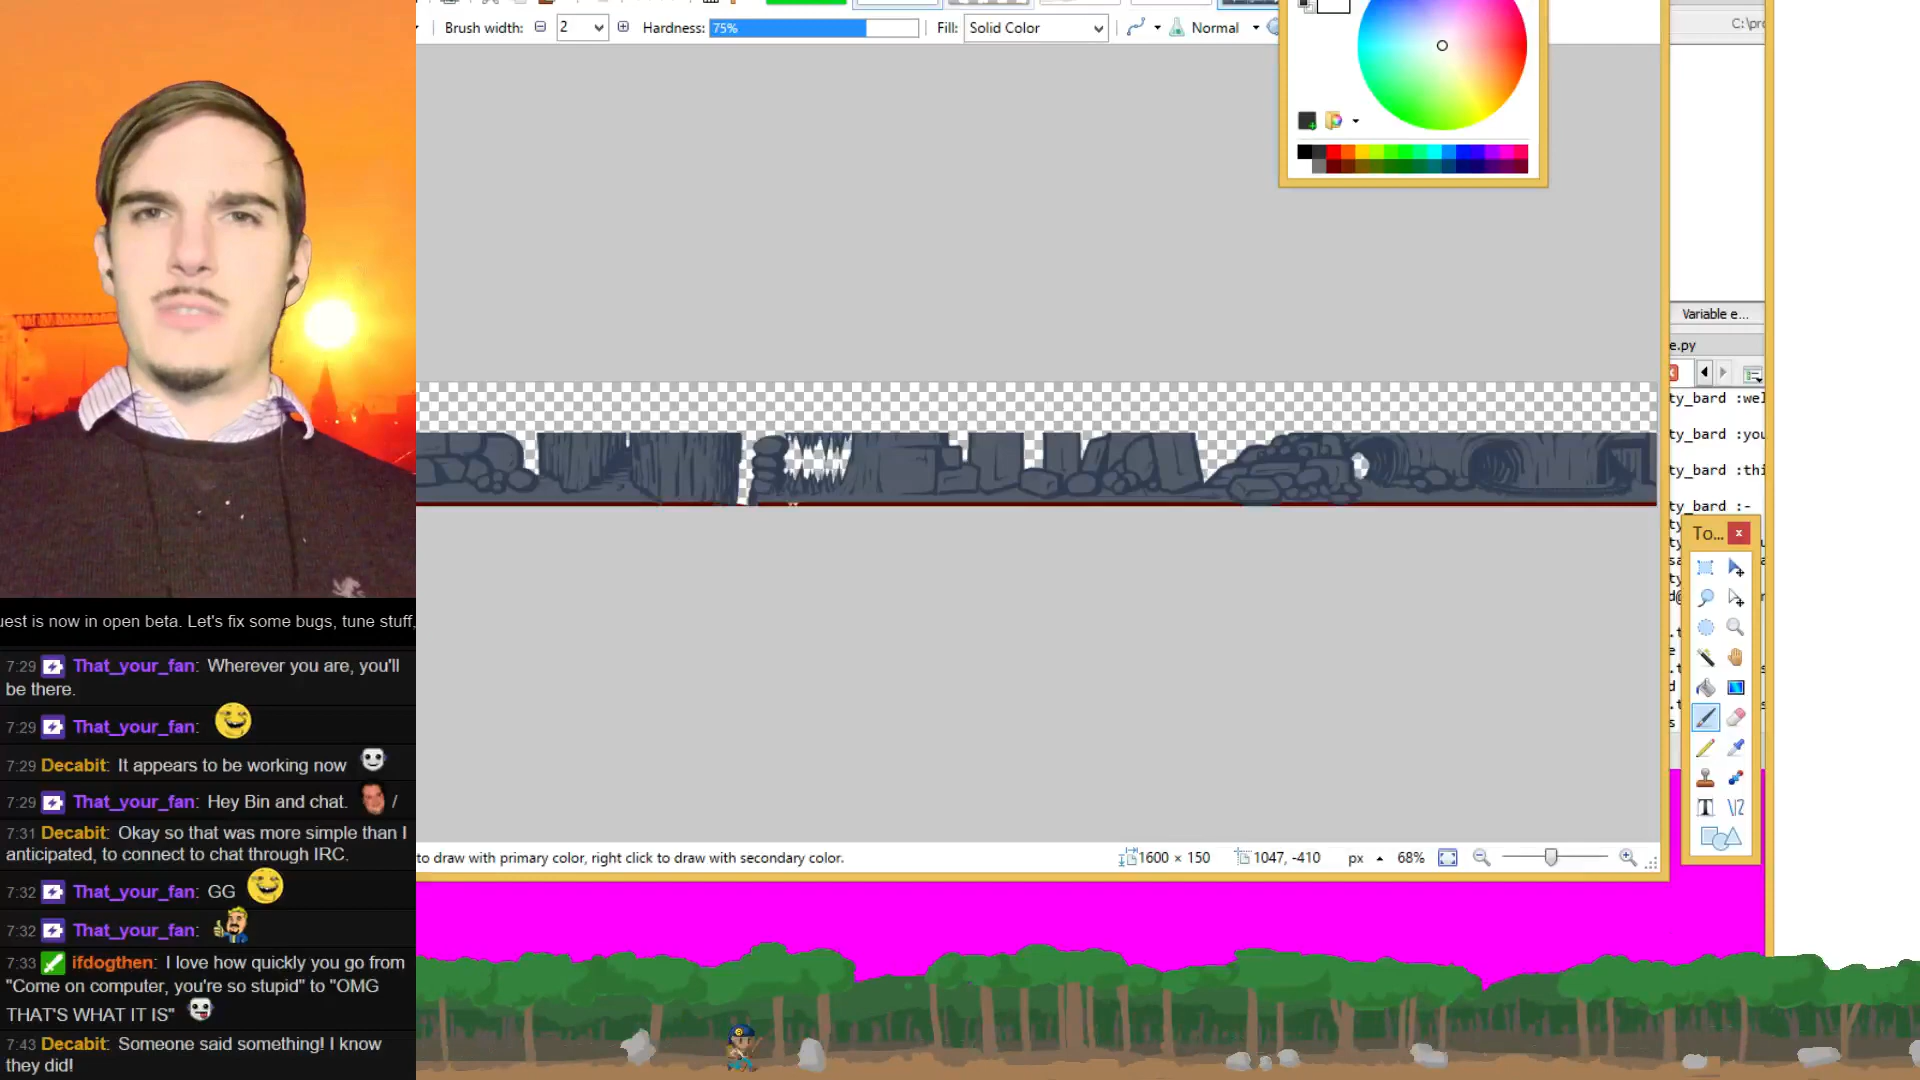 Brush width:
2
Hardness:
75%
Fill:
Solid Color
Normal
C:\pro
Variable e...
e.py
ty_bard :wel
ty_bard :you
ty_bard :thi
ty_bard :-
To...
T
uest is now in open beta. Let's fix some bugs, tune stuff,
7:29 That_your_fan: Wherever you are, you'll
be there.
7:29 That_your_fan:
7:29 Decabit: It appears to be working now
7:29 That_your_fan: Hey Bin and chat. /
7:31 Decabit: Okay so that was more simple than I
anticipated, to connect to chat through IRC.
7:32 That_your_fan: GG
7:32 That_your_fan:
7:33 ifdogthen: I love how quickly you go from
"Come on computer, you're so stupid" to "OMG
THAT'S WHAT IT IS"
7:43 Decabit: Someone said something! I know
they did!
to draw with primary color, right click to draw with secondary color.
1600 × 150
1047, -410
px
68%